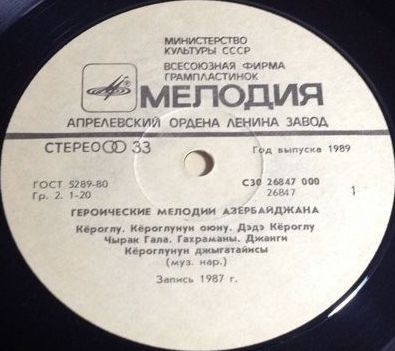 МИНИСТЕРСТВО
КУЛЬТУРЫ СССР
ВСЕСОЮЗНАЯ ФИРМА
ГРАМПЛАСТИНОК
МЕЛОДИЯ
АПРЕЛЕВСКИЙ ОРДЕНА ЛЕНИНА ЗАВОД
СТЕРЕО 33
Год выпуска 1989
ГОСТ 5289-80
Гр. 2. 1-20
С30 26847 000
26847
1
ГЕРОИЧЕСКИЕ МЕЛОДИИ АЗЕРБАЙДЖАНА
Кёроглу. Кёроглунун оюну. Дэдэ Кёроглу
Чырак Гала. Гахраманы. Джанги
Кёроглунун джыгатайисы
(муз. нар.)
Запись 1987 г.